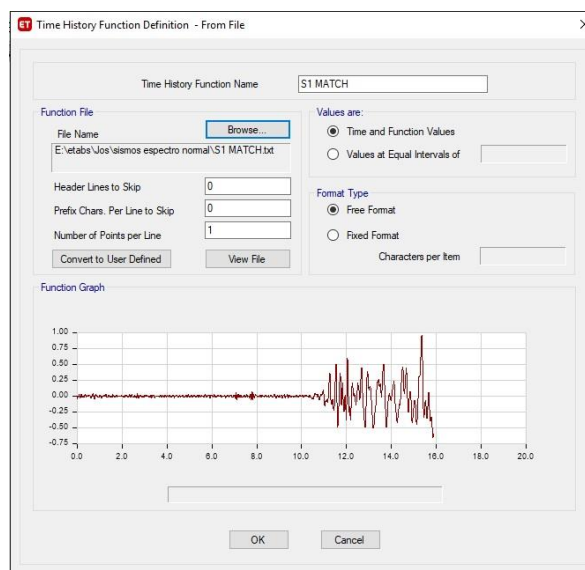 ET Time History Function Definition - From File
Time History Function Name S1 MATCH
Function File
File Name Browse...
E:\etabs\Jos\sismos espectro normal\S1 MATCH.txt
Header Lines to Skip 0
Prefix Chars. Per Line to Skip 0
Number of Points per Line 1
Convert to User Defined View File
Values are:
Time and Function Values
Values at Equal Intervals of
Format Type
Free Format
Fixed Format
Characters per Item
Function Graph
1.00
0.75
0.50
0.25
0.00
-0.25
-0.50
-0.75
0.0 2.0 4.0 6.0 8.0 10.0 12.0 14.0 16.0 18.0 20.0
OK Cancel